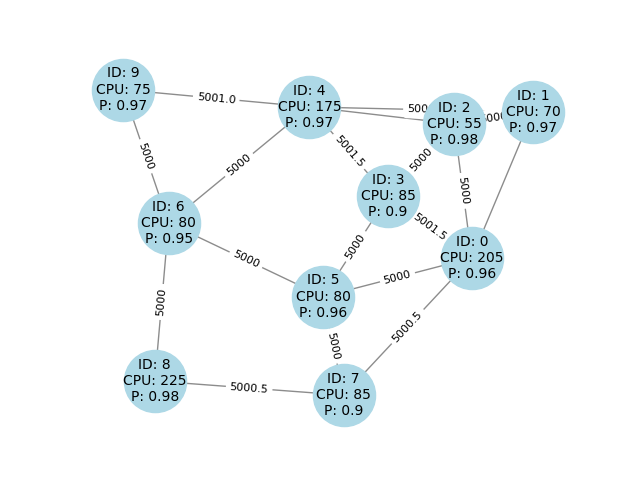 ID: 9
CPU: 75
P: 0.97
5001.0
ID: 4
CPU: 175
P: 0.97
ID: 2
CPU: 55
P: 0.98
ID: 1
CPU: 70
P: 0.97
5000
5001.5
5000
ID: 3
CPU: 85
P: 0.9
5000
5000
ID: 6
CPU: 80
P: 0.95
5001.5
5000
5000
ID: 0
CPU: 205
P: 0.96
ID: 5
CPU: 80
P: 0.96
5000
5000
5000.5
5000
ID: 8
CPU: 225
P: 0.98
5000.5
ID: 7
CPU: 85
P: 0.9